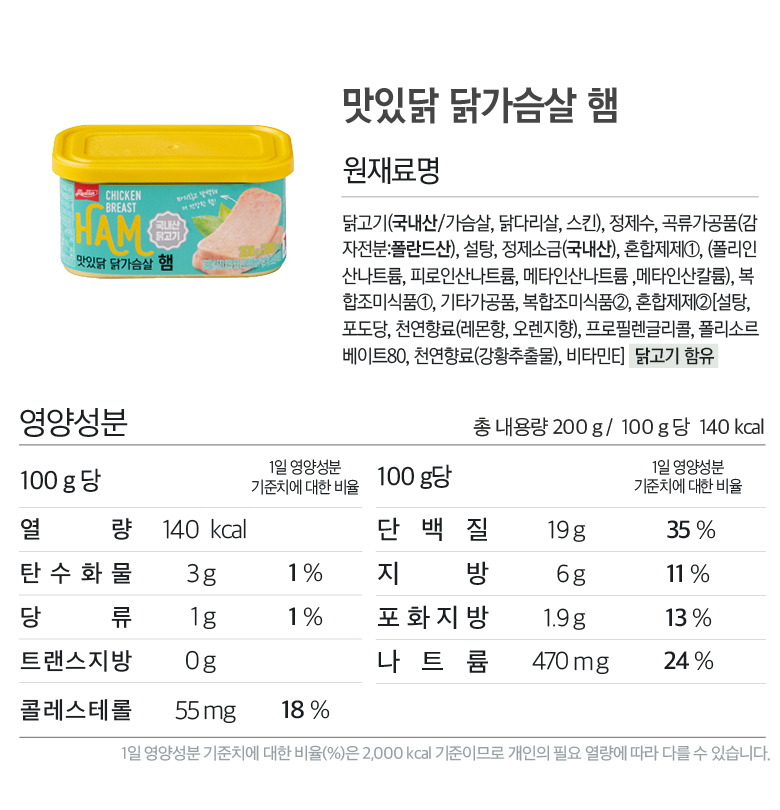 맛있닭 닭가슴살 햄
원재료명
닭고기(국내산/가슴살, 닭다리살, 스킨), 정제수, 곡류가공품(감
자전분:폴란드산), 설탕, 정제소금(국내산), 혼합제제①, (폴리인
산나트륨, 피로인산나트륨, 메타인산나트륨 ,메타인산칼륨), 복
합조미식품①, 기타가공품, 복합조미식품②, 혼합제제②[설탕,
포도당, 천연향료(레몬향, 오렌지향), 프로필렌글리콜, 폴리소르
베이트80, 천연향료(강황추출물), 비타민E] 닭고기 함유
CHICKEN
BREAST
HAM
국내산
닭고기
맛있닭 닭가슴살 햄
영양성분
총 내용량 200 g / 100 g 당 140 kcal
100 g 당 1일 영양성분 기준치에 대한 비율
열 량 140 kcal
탄 수 화 물 3 g 1 %
당 류 1 g 1 %
트랜스지방 0 g
콜레스테롤 55 mg 18 %
100 g당 1일 영양성분 기준치에 대한 비율
단 백 질 19 g 35 %
지 방 6 g 11 %
포 화 지 방 1.9 g 13 %
나 트 륨 470 m g 24 %
1일 영양성분 기준치에 대한 비율(%)은 2,000 kcal 기준이므로 개인의 필요 열량에 따라 다를 수 있습니다.